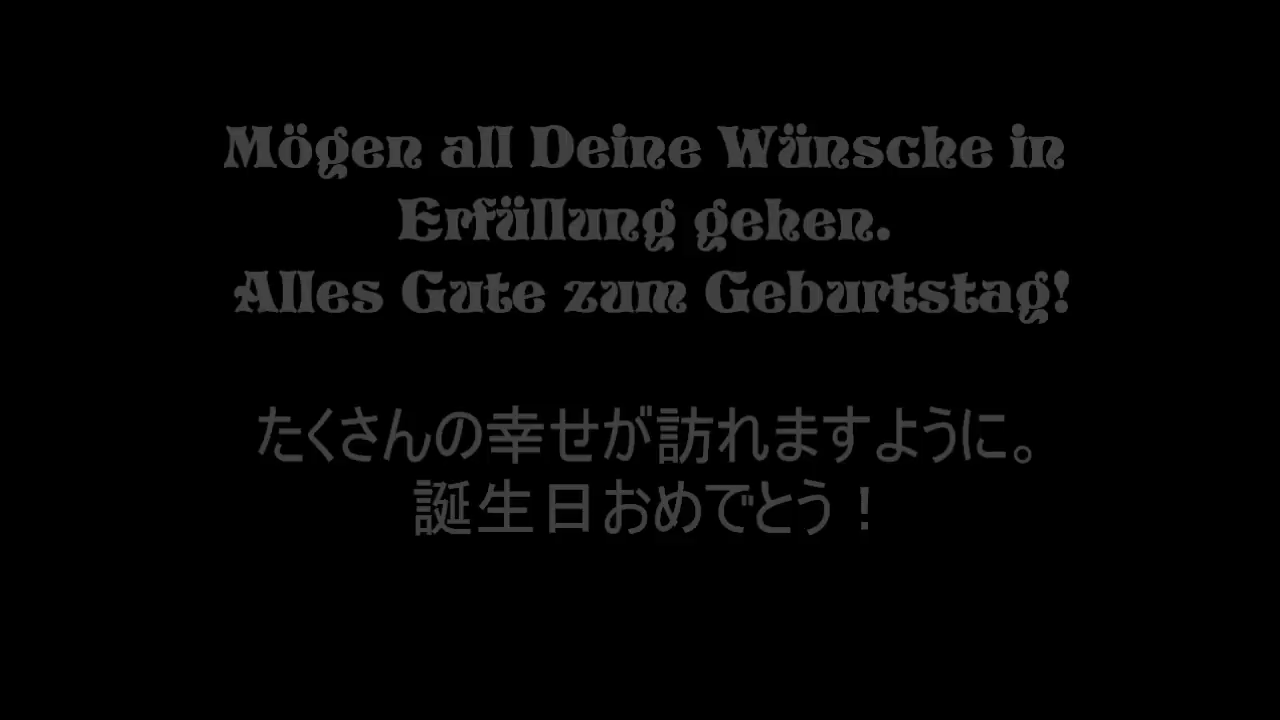 Mögen all Deine Wünsche in
Erfüllung gehen.
Alles Gute zum Geburtstag!
たくさんの幸せが訪れますように。
誕生日おめでとう！